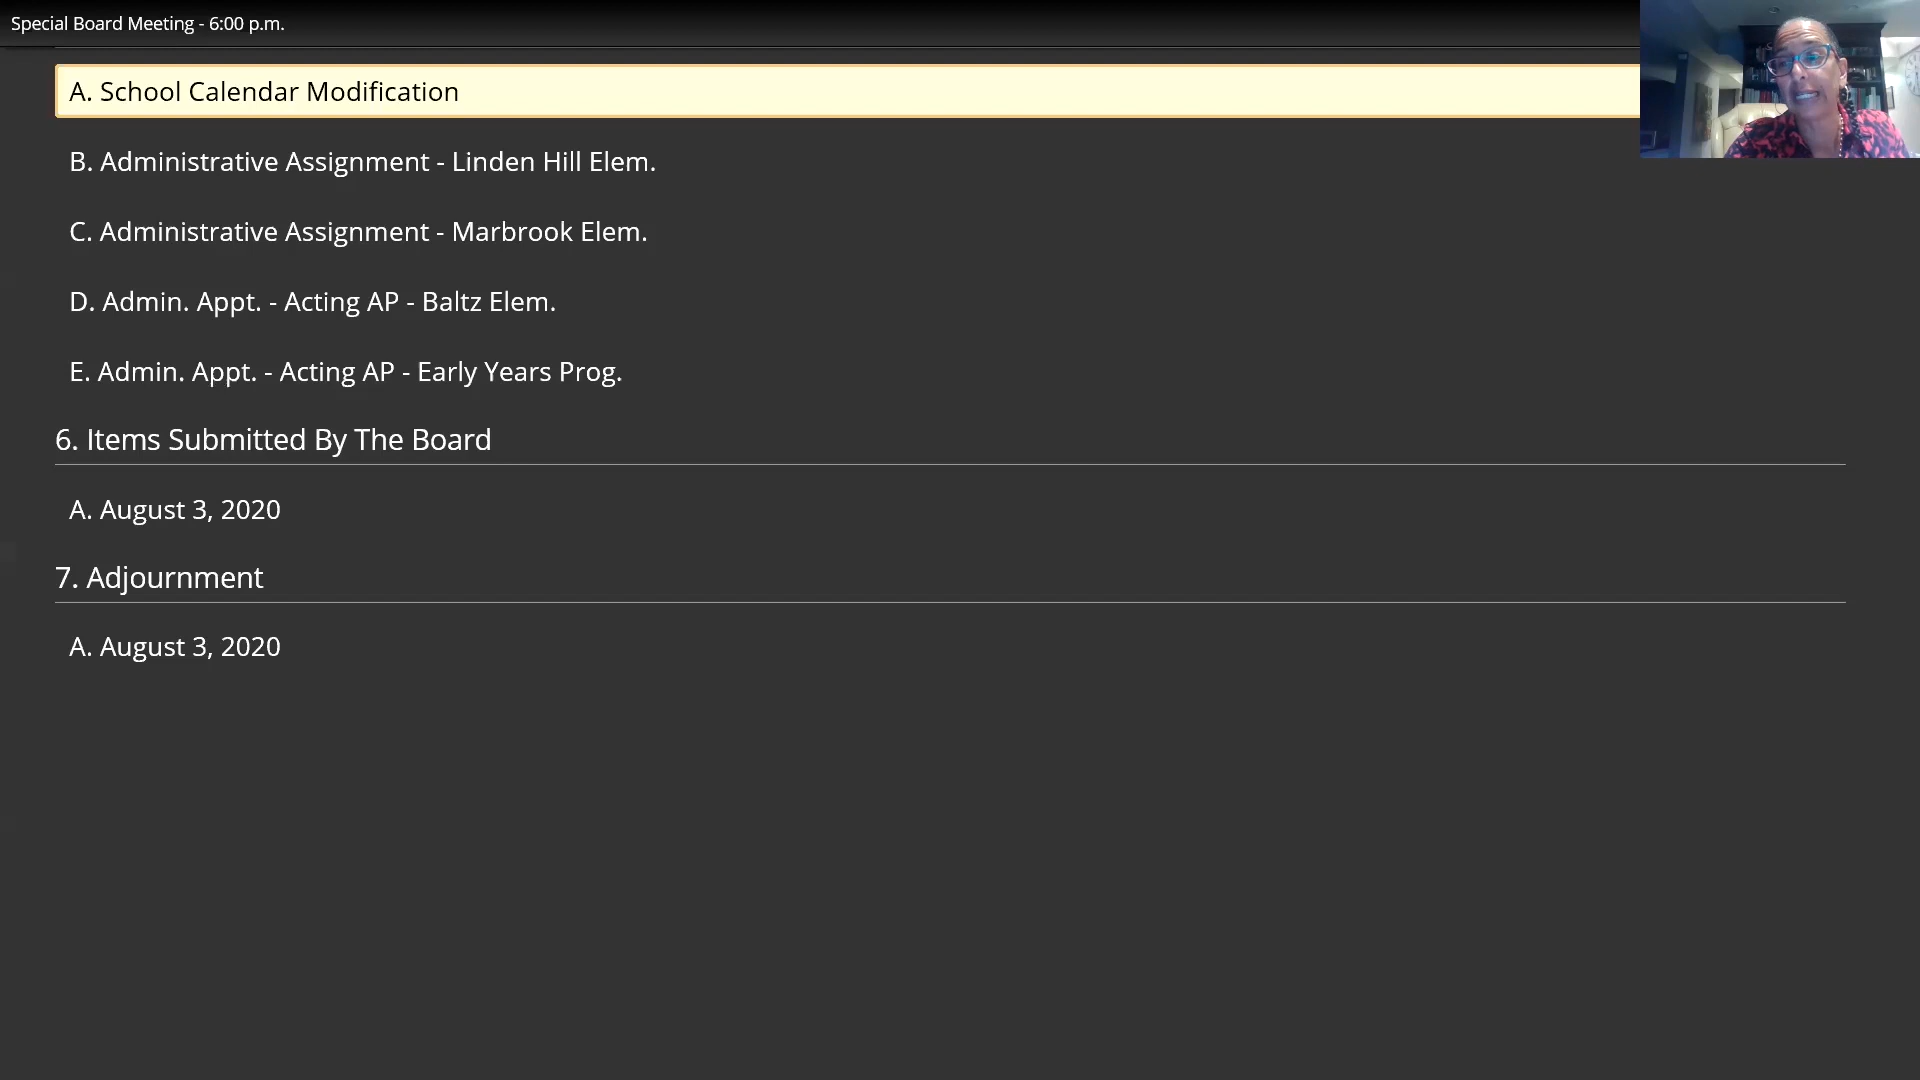 Special Board Meeting - 6:00 p.m.
A. School Calendar Modification
B. Administrative Assignment - Linden Hill Elem.
C. Administrative Assignment - Marbrook Elem.
D. Admin. Appt. - Acting AP - Baltz Elem.
E. Admin. Appt. - Acting AP - Early Years Prog.
6. Items Submitted By The Board
A. August 3, 2020
7. Adjournment
A. August 3, 2020